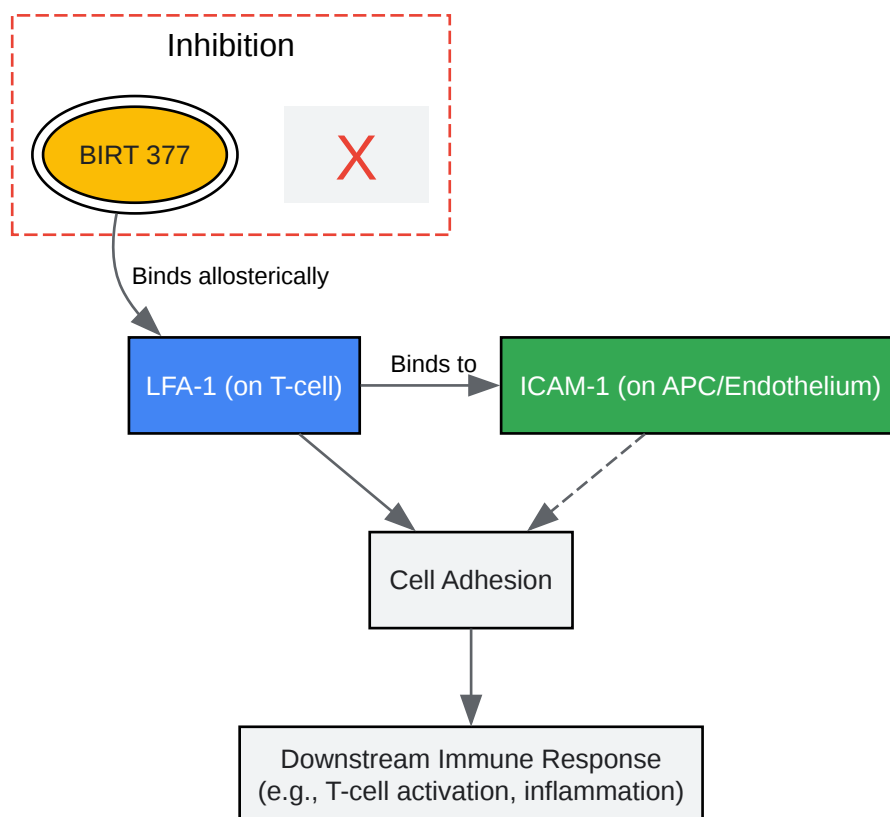 Inhibition
BIRT 377
X
Binds allosterically
LFA-1 (on T-cell)
Binds to
ICAM-1 (on APC/Endothelium)
Cell Adhesion
Downstream Immune Response
(e.g., T-cell activation, inflammation)